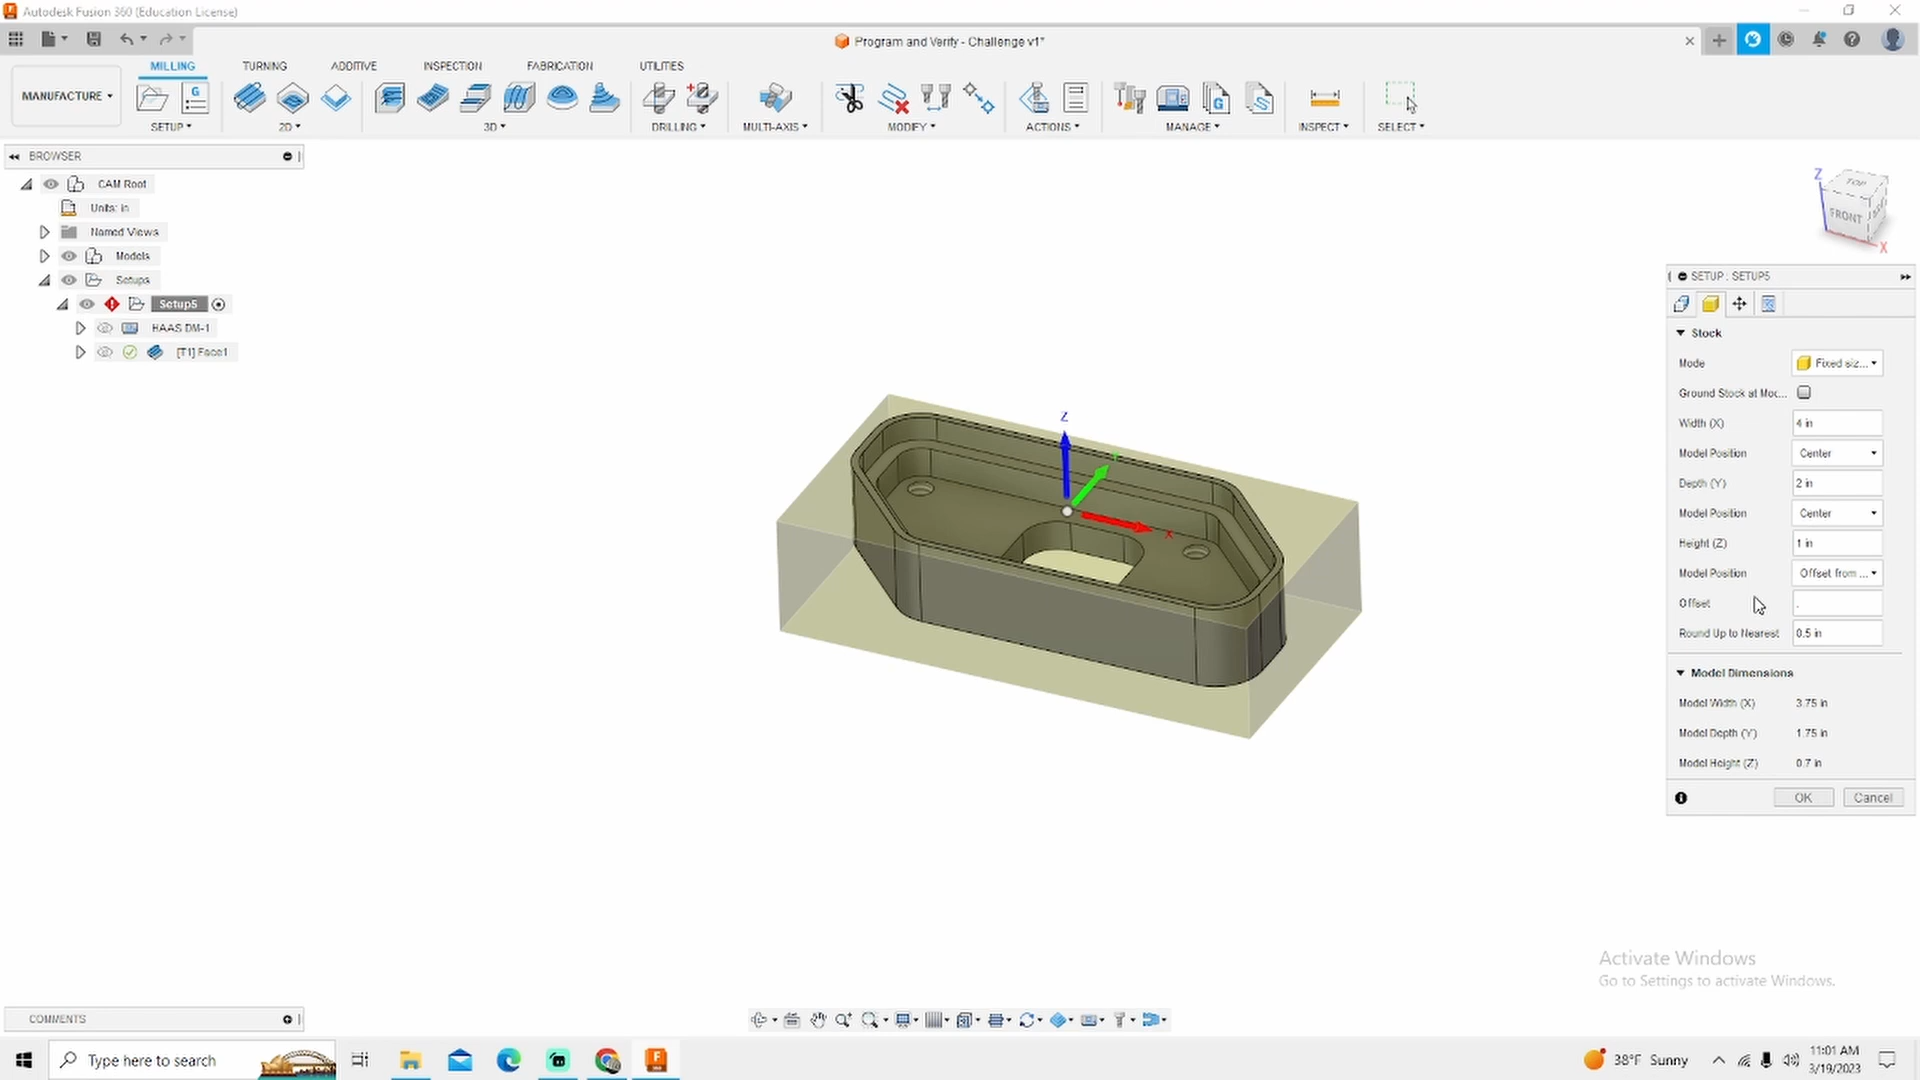 Autodesk Fusion 360 (Education License)
Program and Verify - Challenge v1*
MILLING TURNING ADDITIVE INSPECTION FABRICATION UTILITIES
MANUFACTURE
SETUP 2D 3D DRILLING MULTI-AXIS MODIFY ACTIONS MANAGE INSPECT SELECT
BROWSER
CAM Root
Units: in
Named Views
Models
Setups
Setup5
HAAS DM-1
[T1] Face1
Z
X
Z
TOP
FRONT
X
SETUP : SETUP5
Stock
Mode Fixed siz...
Ground Stock at Moc...
Width (X) 4 in
Model Position Center
Depth (Y) 2 in
Model Position Center
Height (Z) 1 in
Model Position Offset from ...
Offset .
Round Up to Nearest 0.5 in
Model Dimensions
Model Width (X) 3.75 in
Model Depth (Y) 1.75 in
Model Height (Z) 0.7 in
OK Cancel
Activate Windows
Go to Settings to activate Windows.
COMMENTS
Type here to search
38°F Sunny
11:01 AM
3/19/2023